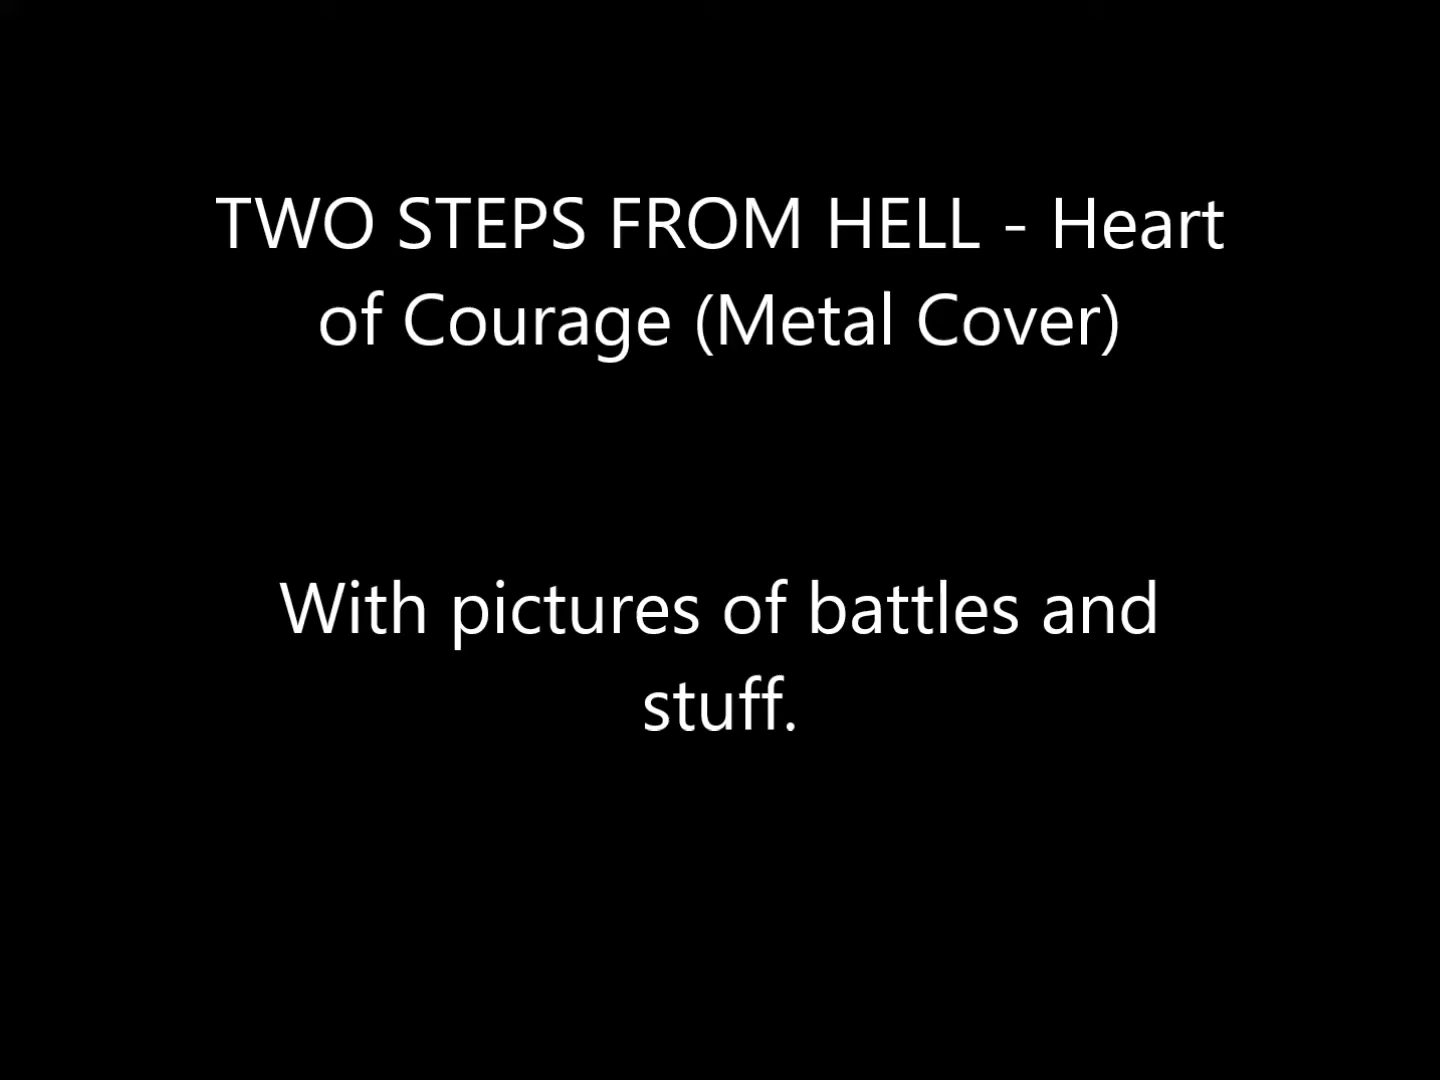 TWO STEPS FROM HELL - Heart
of Courage (Metal Cover)
With pictures of battles and
stuff.